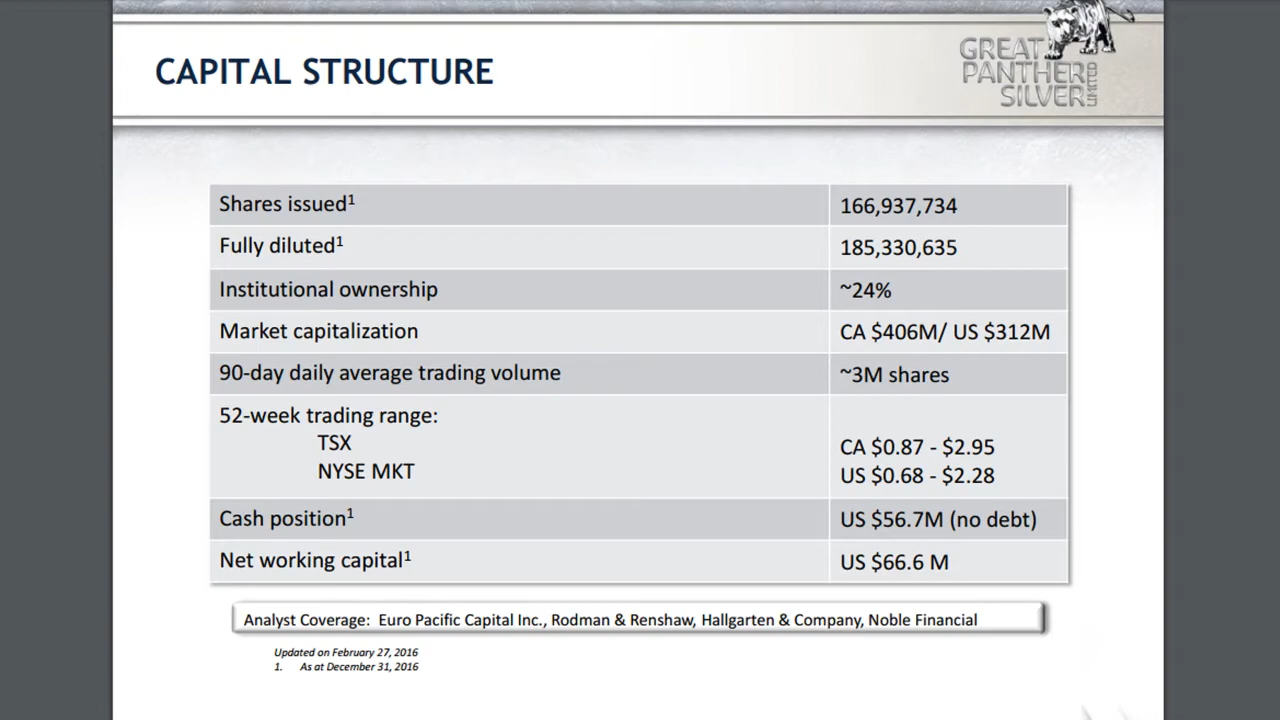 CAPITAL STRUCTURE
GREAT
PANTHER
SILVER LIMITED
Shares issued1 166,937,734
Fully diluted1 185,330,635
Institutional ownership ~24%
Market capitalization CA $406M/ US $312M
90-day daily average trading volume ~3M shares
52-week trading range:
TSX CA $0.87 - $2.95
NYSE MKT US $0.68 - $2.28
Cash position1 US $56.7M (no debt)
Net working capital1 US $66.6 M
Analyst Coverage: Euro Pacific Capital Inc., Rodman & Renshaw, Hallgarten & Company, Noble Financial
Updated on February 27, 2016
1. As at December 31, 2016